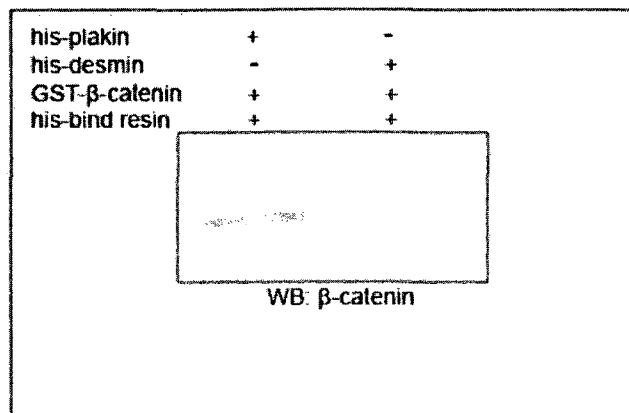 his-plakin + -
his-desmin - +
GST-β-catenin + +
his-bind resin + +
WB: β-catenin